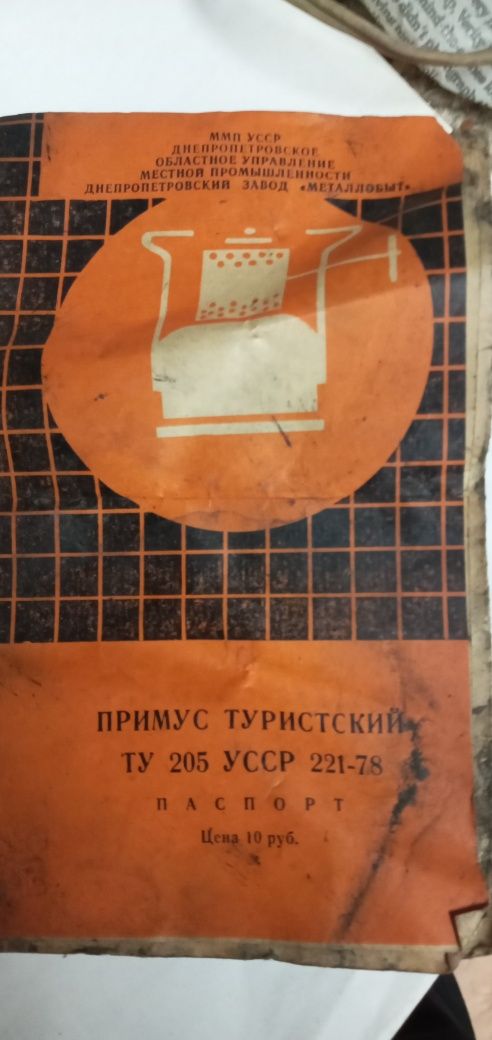 ММП УССР
ДНЕПРОПЕТРОВСКОЕ
ОБЛАСТНОЕ УПРАВЛЕНИЕ
МЕСТНОЙ ПРОМЫШЛЕННОСТИ
ДНЕПРОПЕТРОВСКИЙ ЗАВОД «МЕТАЛЛОБЫТ»
ПРИМУС ТУРИСТСКИЙ
ТУ 205 УССР 221-78
ПАСПОРТ
Цена 10 руб.